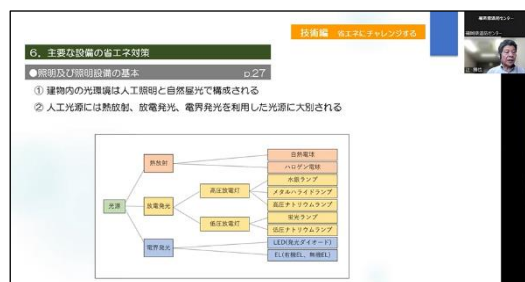 技術編 省エネにチャレンジする
6．主要な設備の省エネ対策
●照明及び照明設備の基本 p.27
① 建物内の光環境は人工照明と自然昼光で構成される
② 人工光源には熱放射、放電発光、電界発光を利用した光源に大別される
光源
熱放射
白熱電球
ハロゲン電球
放電発光
高圧放電灯
水銀ランプ
メタルハライドランプ
高圧ナトリウムランプ
低圧放電灯
蛍光ランプ
低圧ナトリウムランプ
電界発光
LED(発光ダイオード)
EL(有機EL、無機EL)